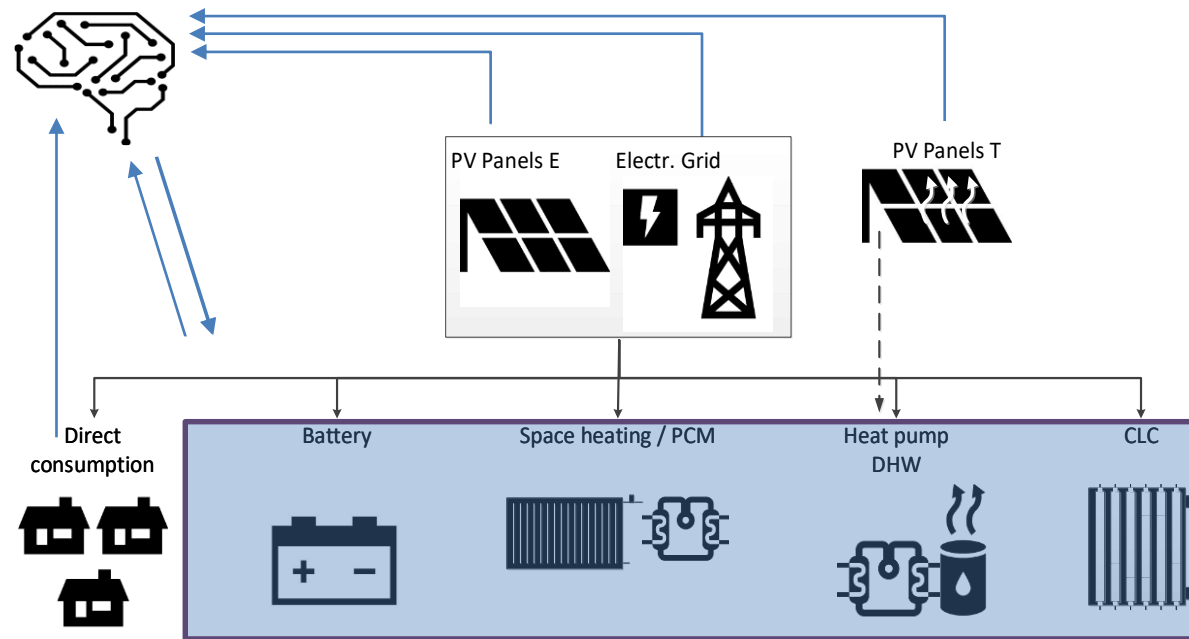 PV Panels E
Electr. Grid
PV Panels T
Direct
consumption
Battery
Space heating / PCM
Heat pump
DHW
CLC